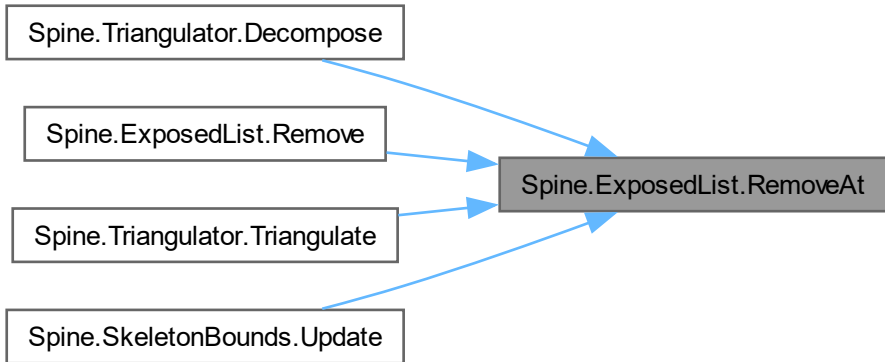 Spine.Triangulator.Decompose
Spine.ExposedList.Remove
Spine.ExposedList.RemoveAt
Spine.Triangulator.Triangulate
Spine.SkeletonBounds.Update